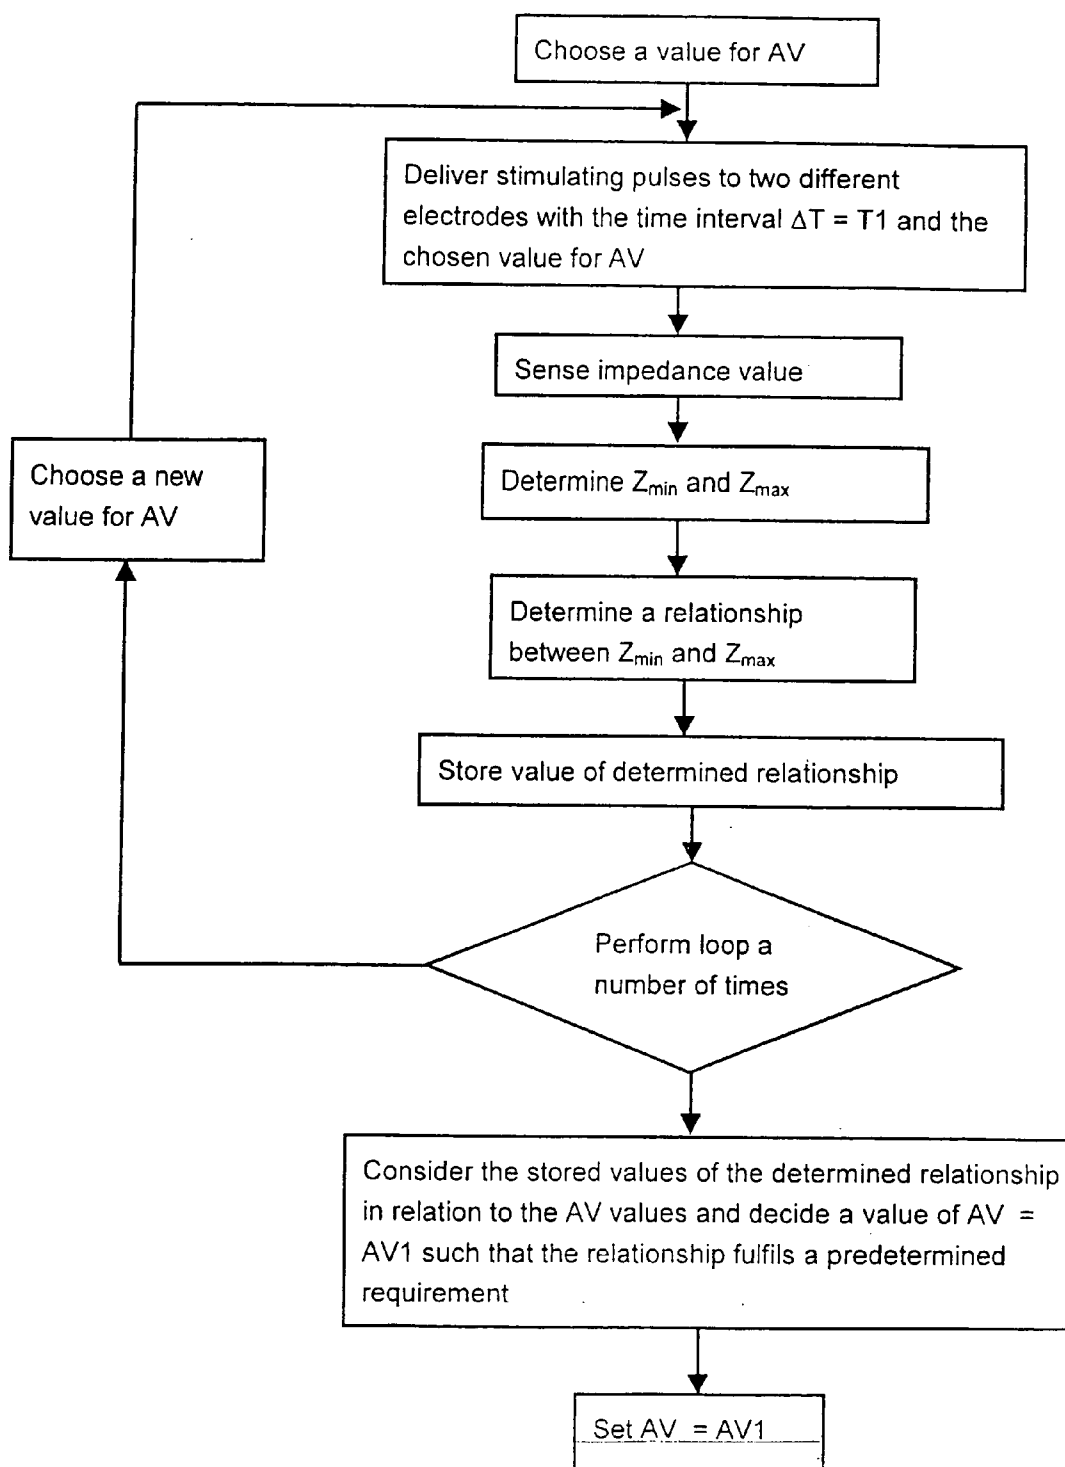 Choose a value for AV
Deliver stimulating pulses to two different
electrodes with the time interval ΔT = T1 and the
chosen value for AV
Sense impedance value
Determine Zmin and Zmax
Choose a new
value for AV
Determine a relationship
between Zmin and Zmax
Store value of determined relationship
Perform loop a
number of times
Consider the stored values of the determined relationship
in relation to the AV values and decide a value of AV =
AV1 such that the relationship fulfils a predetermined
requirement
Set AV = AV1